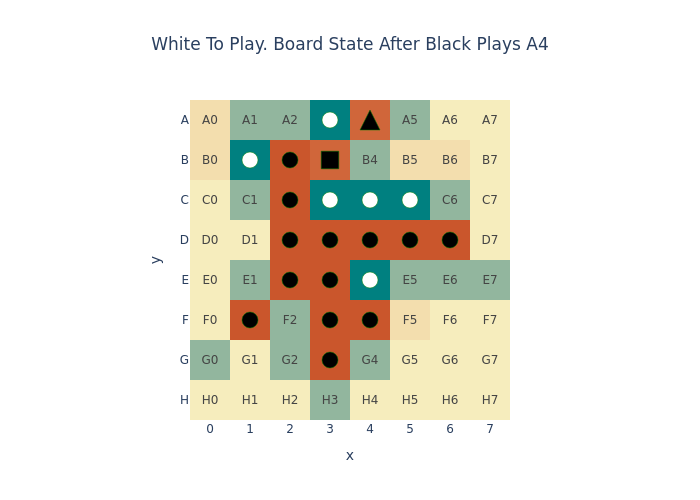 White To Play. Board State After Black Plays A4
A A0 A1 A2 A5 A6 A7
B B0 B4 B5 B6 B7
C C0 C1 C6 C7
D D0 D1 D7
E E0 E1 E5 E6 E7
F F0 F2 F5 F6 F7
G G0 G1 G2 G4 G5 G6 G7
H H0 H1 H2 H3 H4 H5 H6 H7
0 1 2 3 4 5 6 7
x
y